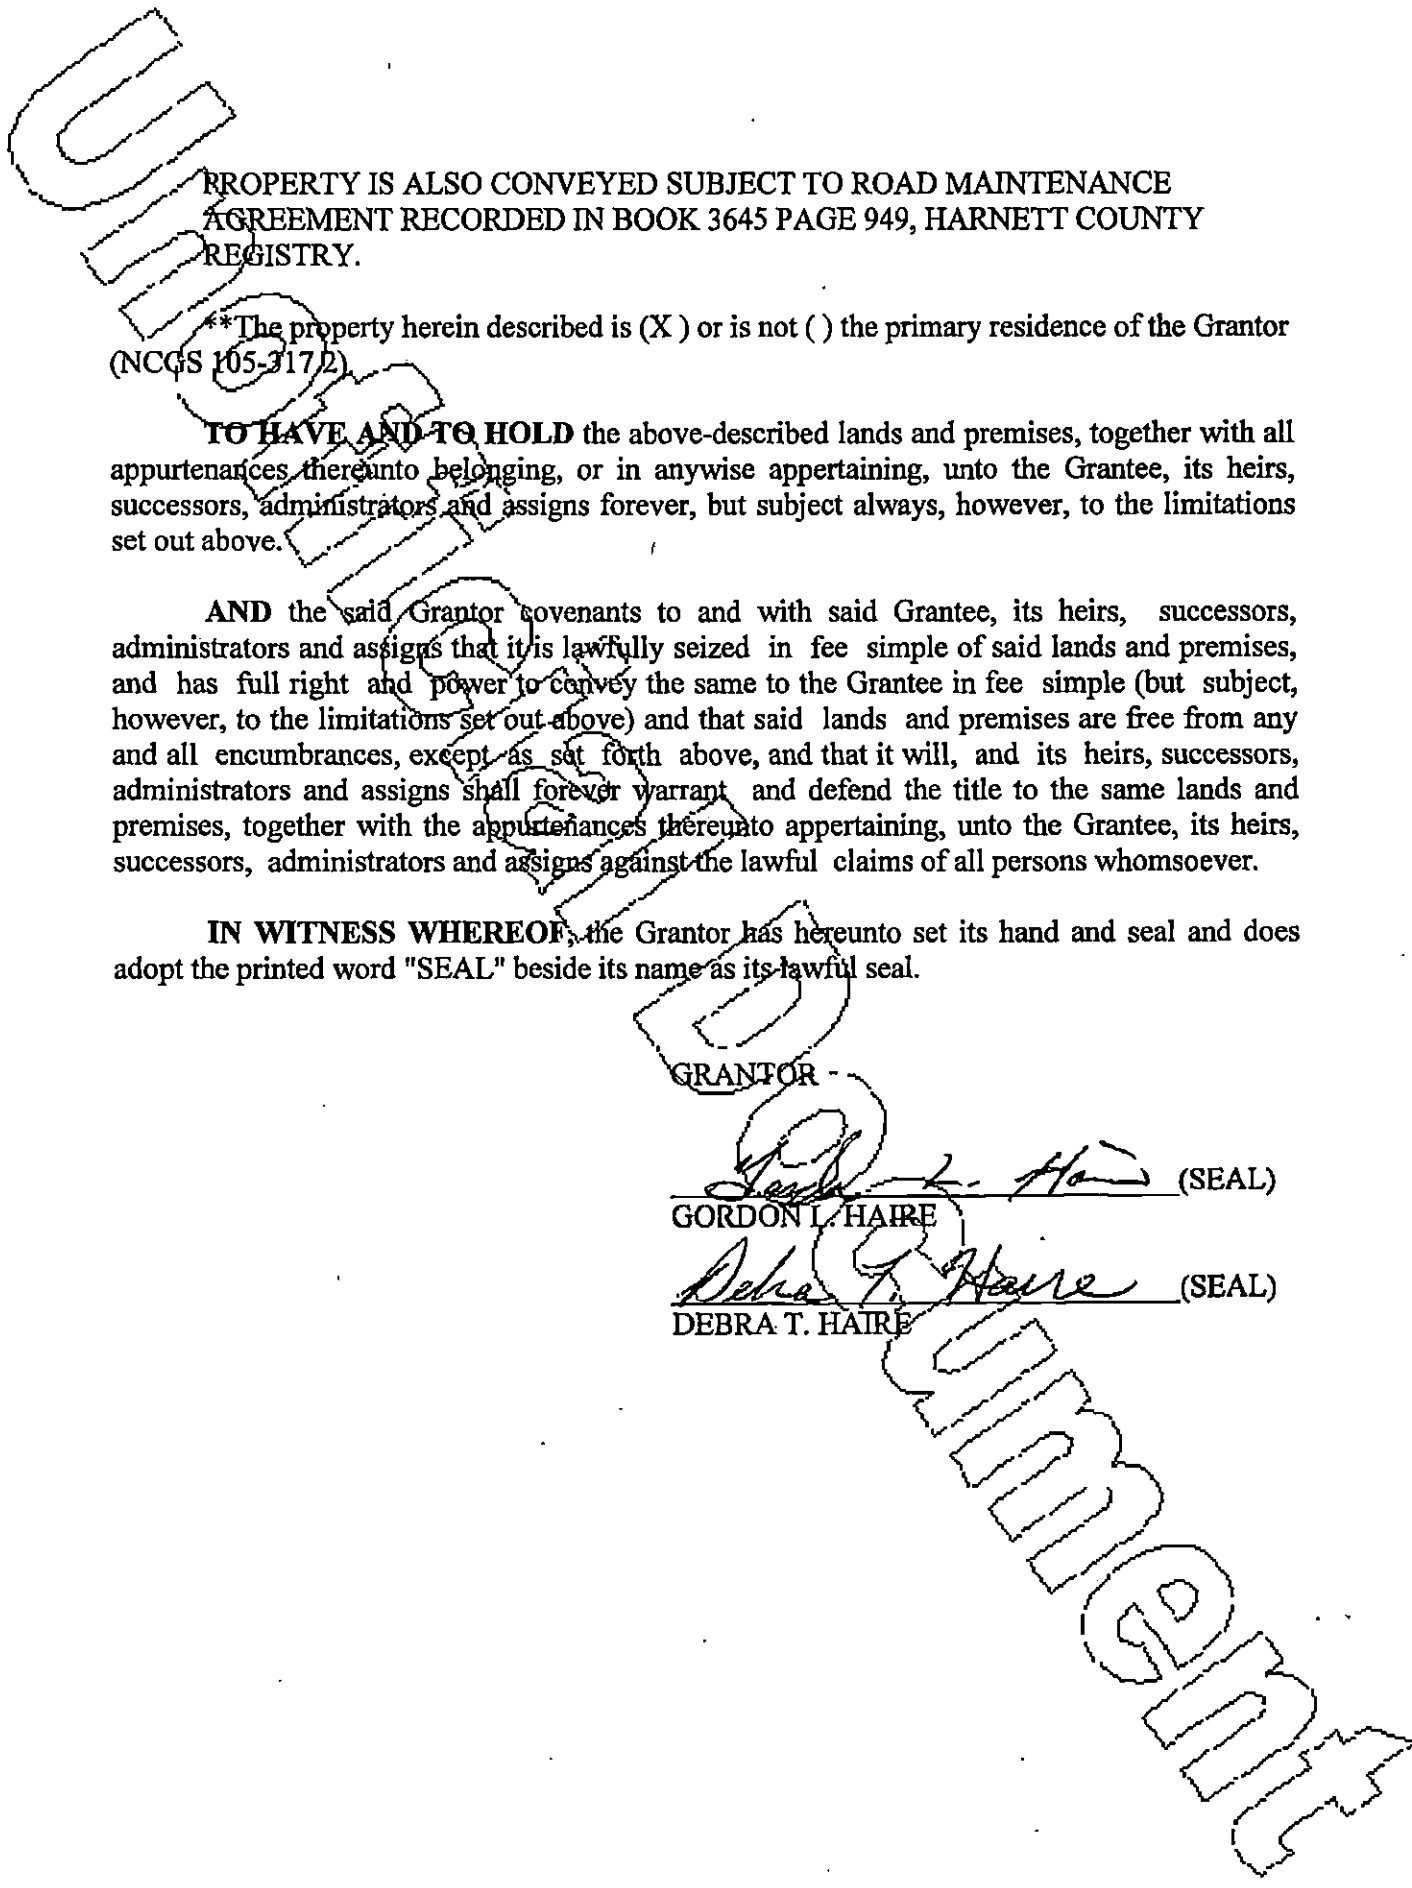 PROPERTY IS ALSO CONVEYED SUBJECT TO ROAD MAINTENANCE
AGREEMENT RECORDED IN BOOK 3645 PAGE 949, HARNETT COUNTY
REGISTRY.
**The property herein described is (X ) or is not ( ) the primary residence of the Grantor
(NCGS 105-317.2)
TO HAVE AND TO HOLD the above-described lands and premises, together with all
appurtenances thereunto belonging, or in anywise appertaining, unto the Grantee, its heirs,
successors, administrators and assigns forever, but subject always, however, to the limitations
set out above.
AND the said Grantor covenants to and with said Grantee, its heirs, successors,
administrators and assigns that it is lawfully seized in fee simple of said lands and premises,
and has full right and power to convey the same to the Grantee in fee simple (but subject,
however, to the limitations set out above) and that said lands and premises are free from any
and all encumbrances, except as set forth above, and that it will, and its heirs, successors,
administrators and assigns shall forever warrant and defend the title to the same lands and
premises, together with the appurtenances thereunto appertaining, unto the Grantee, its heirs,
successors, administrators and assigns against the lawful claims of all persons whomsoever.
IN WITNESS WHEREOF, the Grantor has hereunto set its hand and seal and does
adopt the printed word "SEAL" beside its name as its lawful seal.
GRANTOR
L. (SEAL)
GORDON L. HAIRE
Debra T. Haire (SEAL)
DEBRA T. HAIRE
Unofficial Document